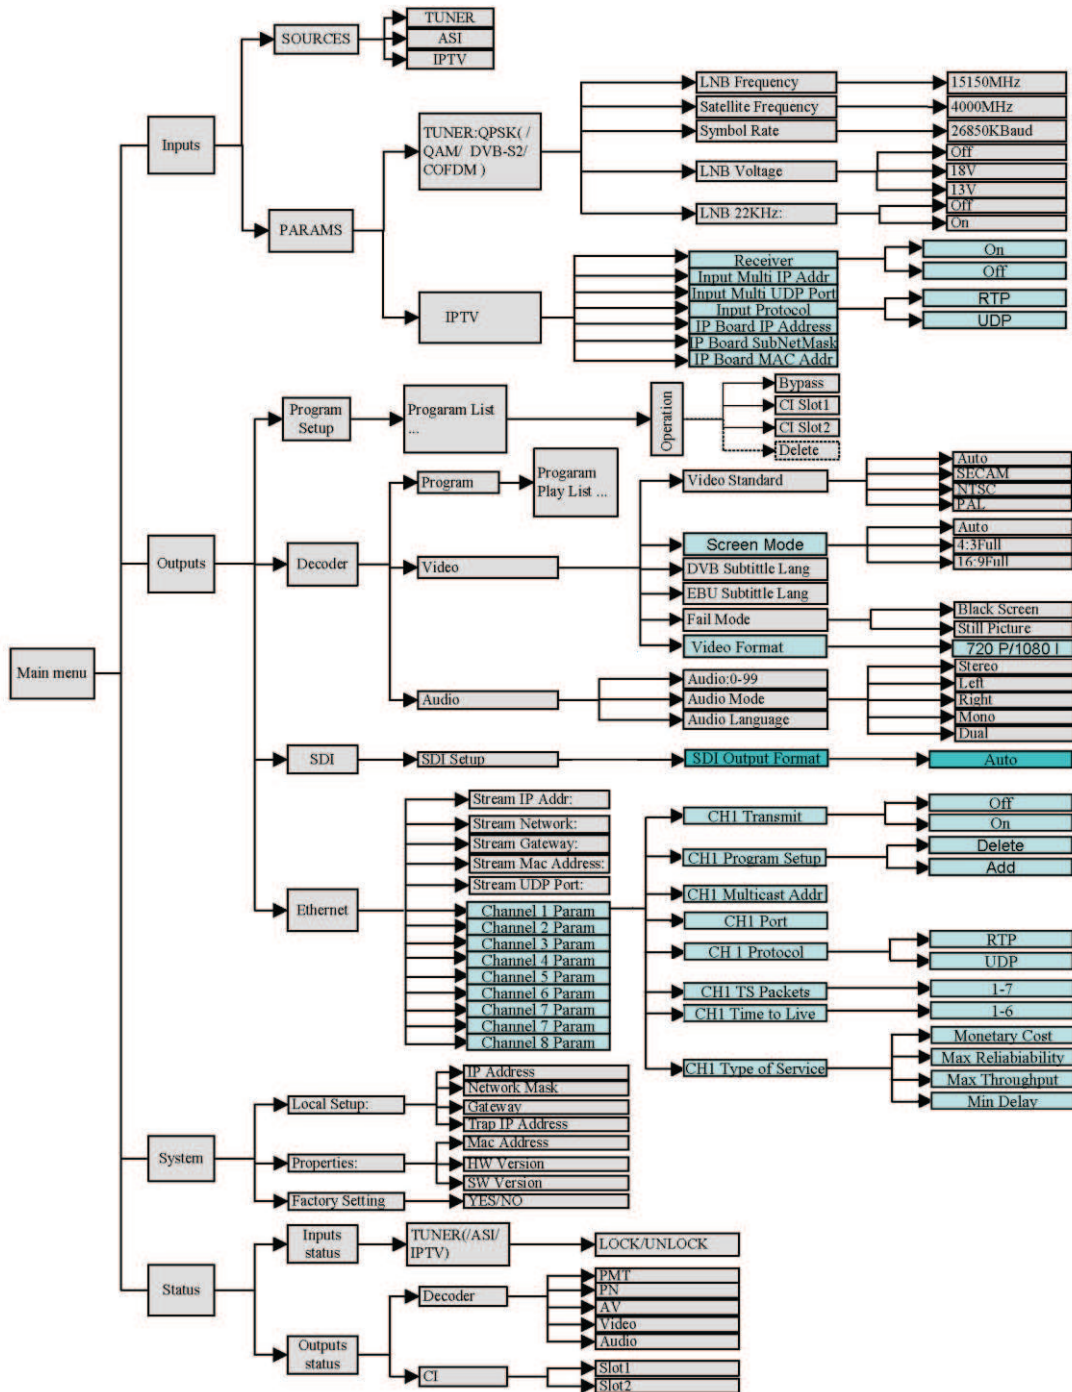 TUNER
SOURCES
ASI
IPTV
LNB Frequency
15150MHz
Satellite Frequency
4000MHz
TUNER:QPSK( /
QAM/ DVB-S2/
COFDM )
Symbol Rate
26850KBaud
Inputs
Off
LNB Voltage
18V
13V
LNB 22KHz:
Off
On
PARAMS
Receiver
On
Input Multi IP Addr
Off
Input Multi UDP Port
IPTV
Input Protocol
RTP
IP Board IP Address
UDP
IP Board SubNetMask
IP Board MAC Addr
Program
Setup
Progaram List
...
Operation
Bypass
CI Slot1
CI Slot2
Delete
Program
Progaram
Play List ...
Video Standard
Auto
SECAM
NTSC
PAL
Outputs
Decoder
Video
Screen Mode
Auto
4:3Full
16:9Full
DVB Subtittle Lang
EBU Subtittle Lang
Fail Mode
Black Screen
Still Picture
Video Format
720 P/1080 I
Main menu
Audio
Audio:0-99
Audio Mode
Audio Language
Stereo
Left
Right
Mono
Dual
SDI
SDI Setup
SDI Output Format
Auto
Stream IP Addr:
Stream Network:
Stream Gateway:
Stream Mac Address:
Stream UDP Port:
Ethernet
Channel 1 Param
Channel 2 Param
Channel 3 Param
Channel 4 Param
Channel 5 Param
Channel 6 Param
Channel 7 Param
Channel 7 Param
Channel 8 Param
CH1 Transmit
Off
On
CH1 Program Setup
Delete
Add
CH1 Multicast Addr
CH1 Port
CH 1 Protocol
RTP
UDP
CH1 TS Packets
1-7
CH1 Time to Live
1-6
CH1 Type of Service
Monetary Cost
Max Reliabiability
Max Throughput
Min Delay
System
Local Setup:
IP Address
Network Mask
Gateway
Trap IP Address
Properties:
Mac Address
HW Version
SW Version
Factory Setting
YES/NO
Status
Inputs
status
TUNER(/ASI/
IPTV)
LOCK/UNLOCK
Outputs
status
Decoder
PMT
PN
AV
Video
Audio
CI
Slot1
Slot2